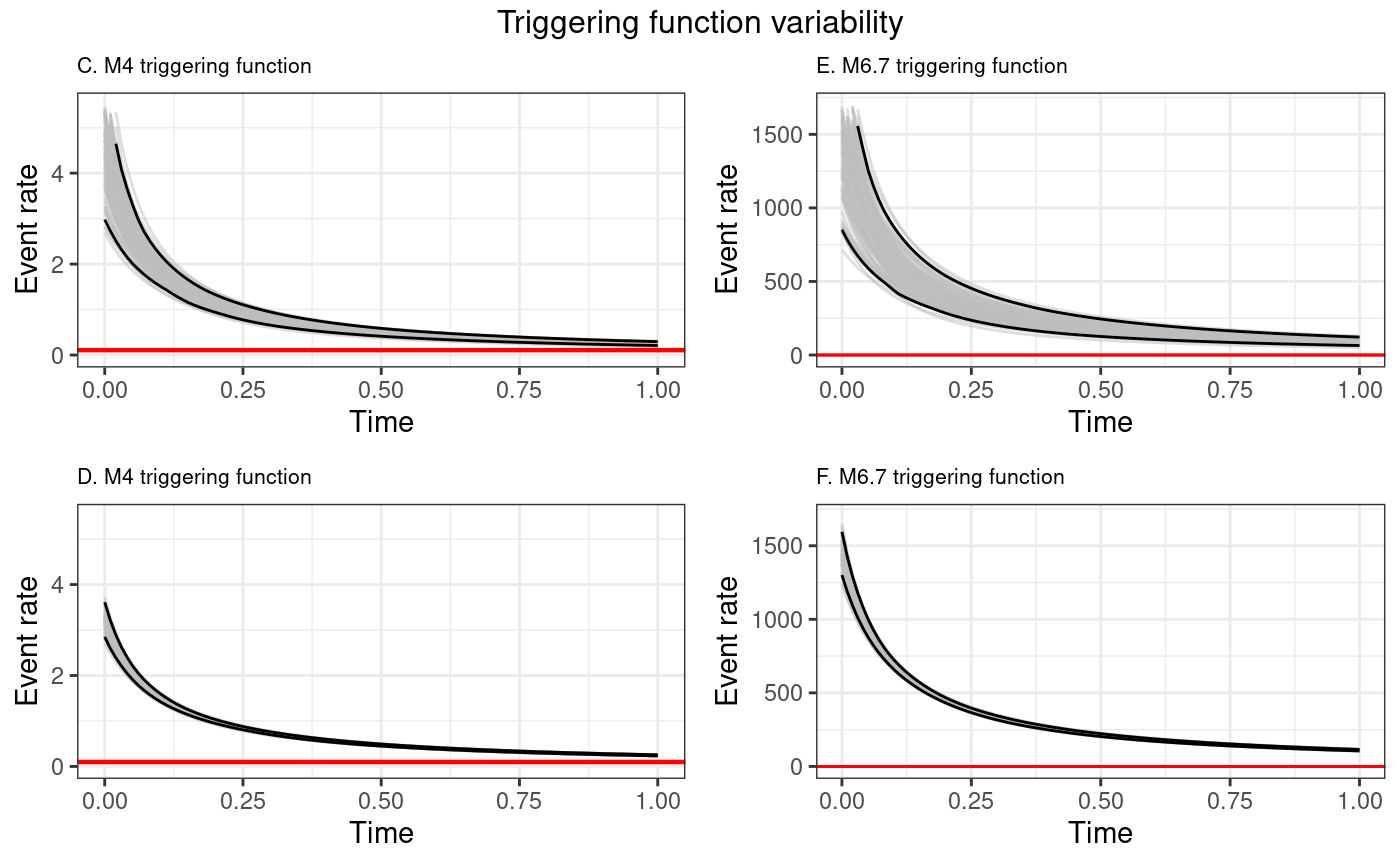 Triggering function variability
C. M4 triggering function
Event rate
4
2
0
0.00 0.25 0.50 0.75 1.00
Time
E. M6.7 triggering function
Event rate
1500
1000
500
0
0.00 0.25 0.50 0.75 1.00
Time
D. M4 triggering function
Event rate
4
2
0
0.00 0.25 0.50 0.75 1.00
Time
F. M6.7 triggering function
Event rate
1500
1000
500
0
0.00 0.25 0.50 0.75 1.00
Time